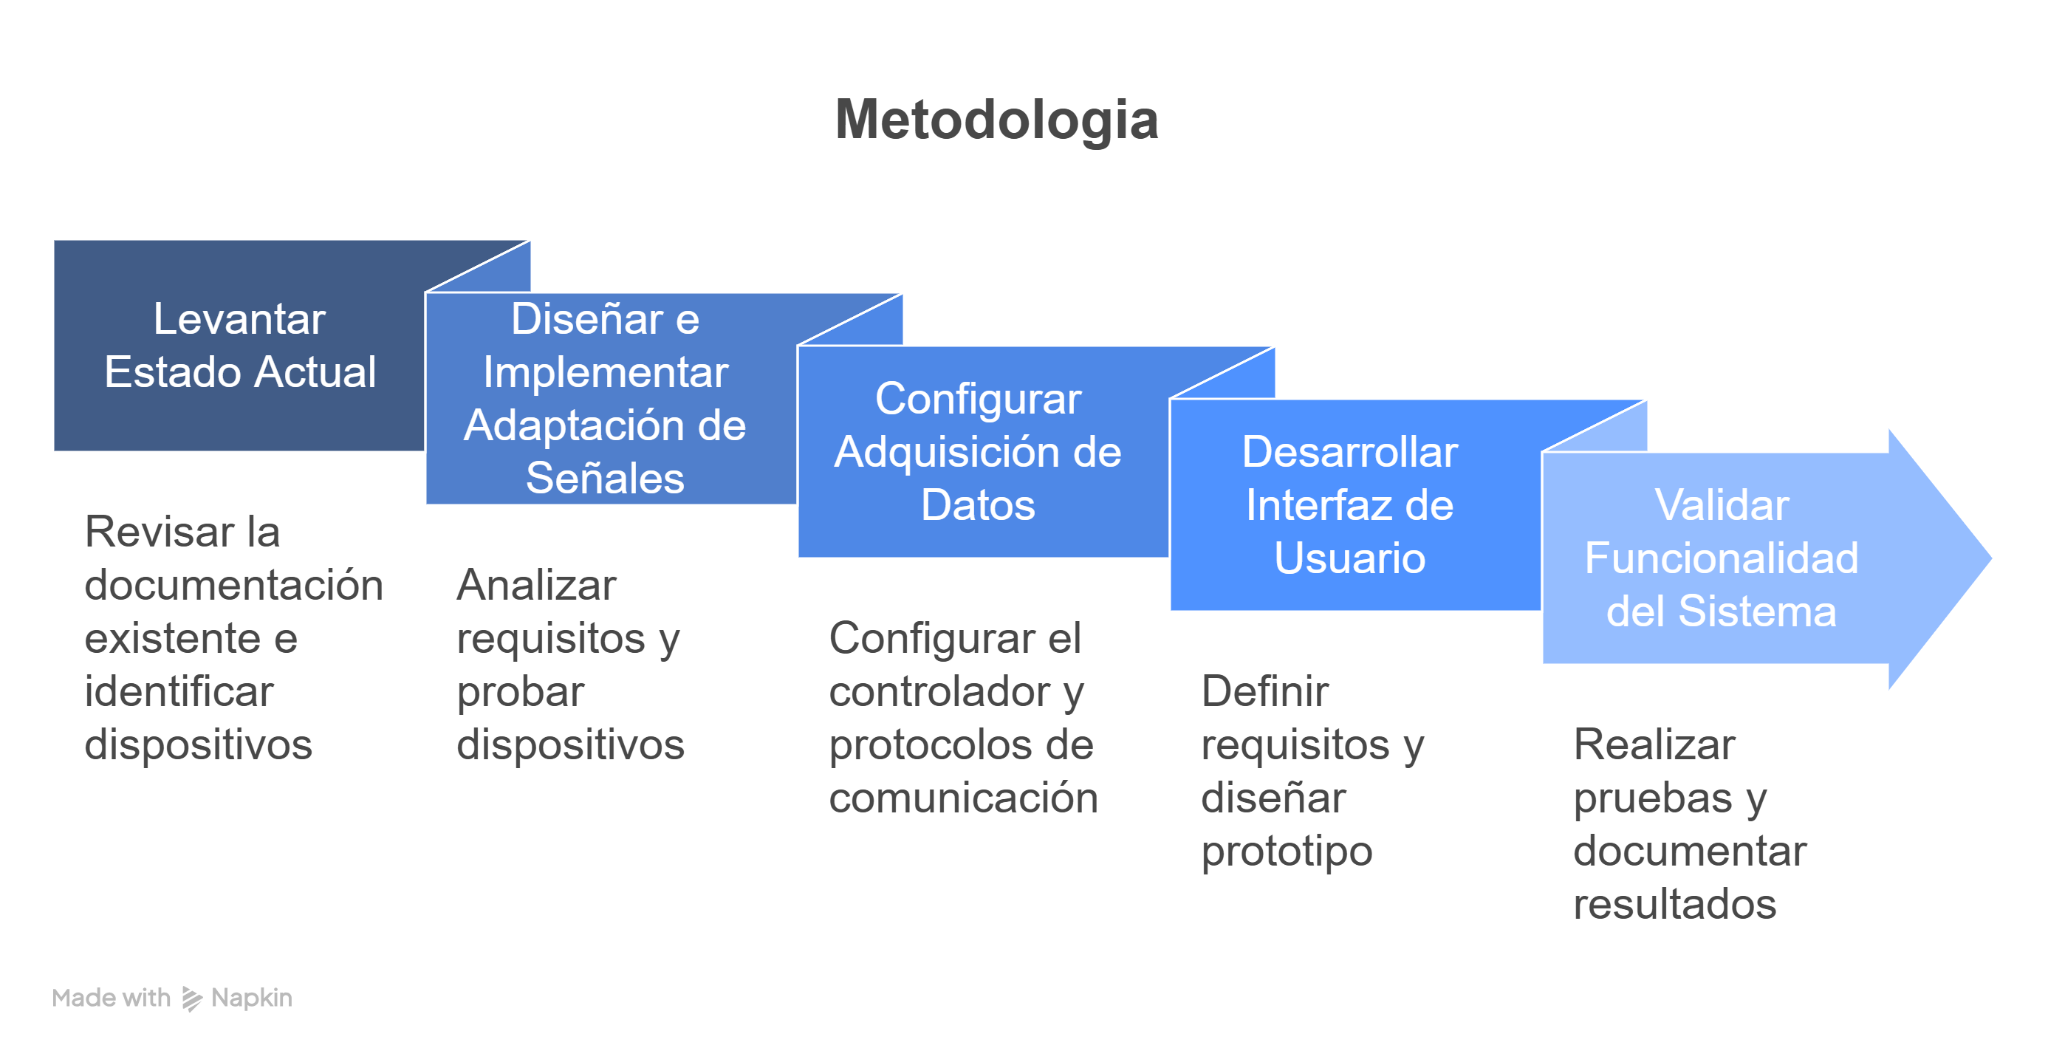 Metodologia
Levantar
Estado Actual
Revisar la
documentación
existente e
identificar
dispositivos
Diseñar e
Implementar
Adaptación de
Señales
Analizar
requisitos y
probar
dispositivos
Configurar
Adquisición de
Datos
Configurar el
controlador y
protocolos de
comunicación
Desarrollar
Interfaz de
Usuario
Definir
requisitos y
diseñar
prototipo
Validar
Funcionalidad
del Sistema
Realizar
pruebas y
documentar
resultados
Made with Napkin